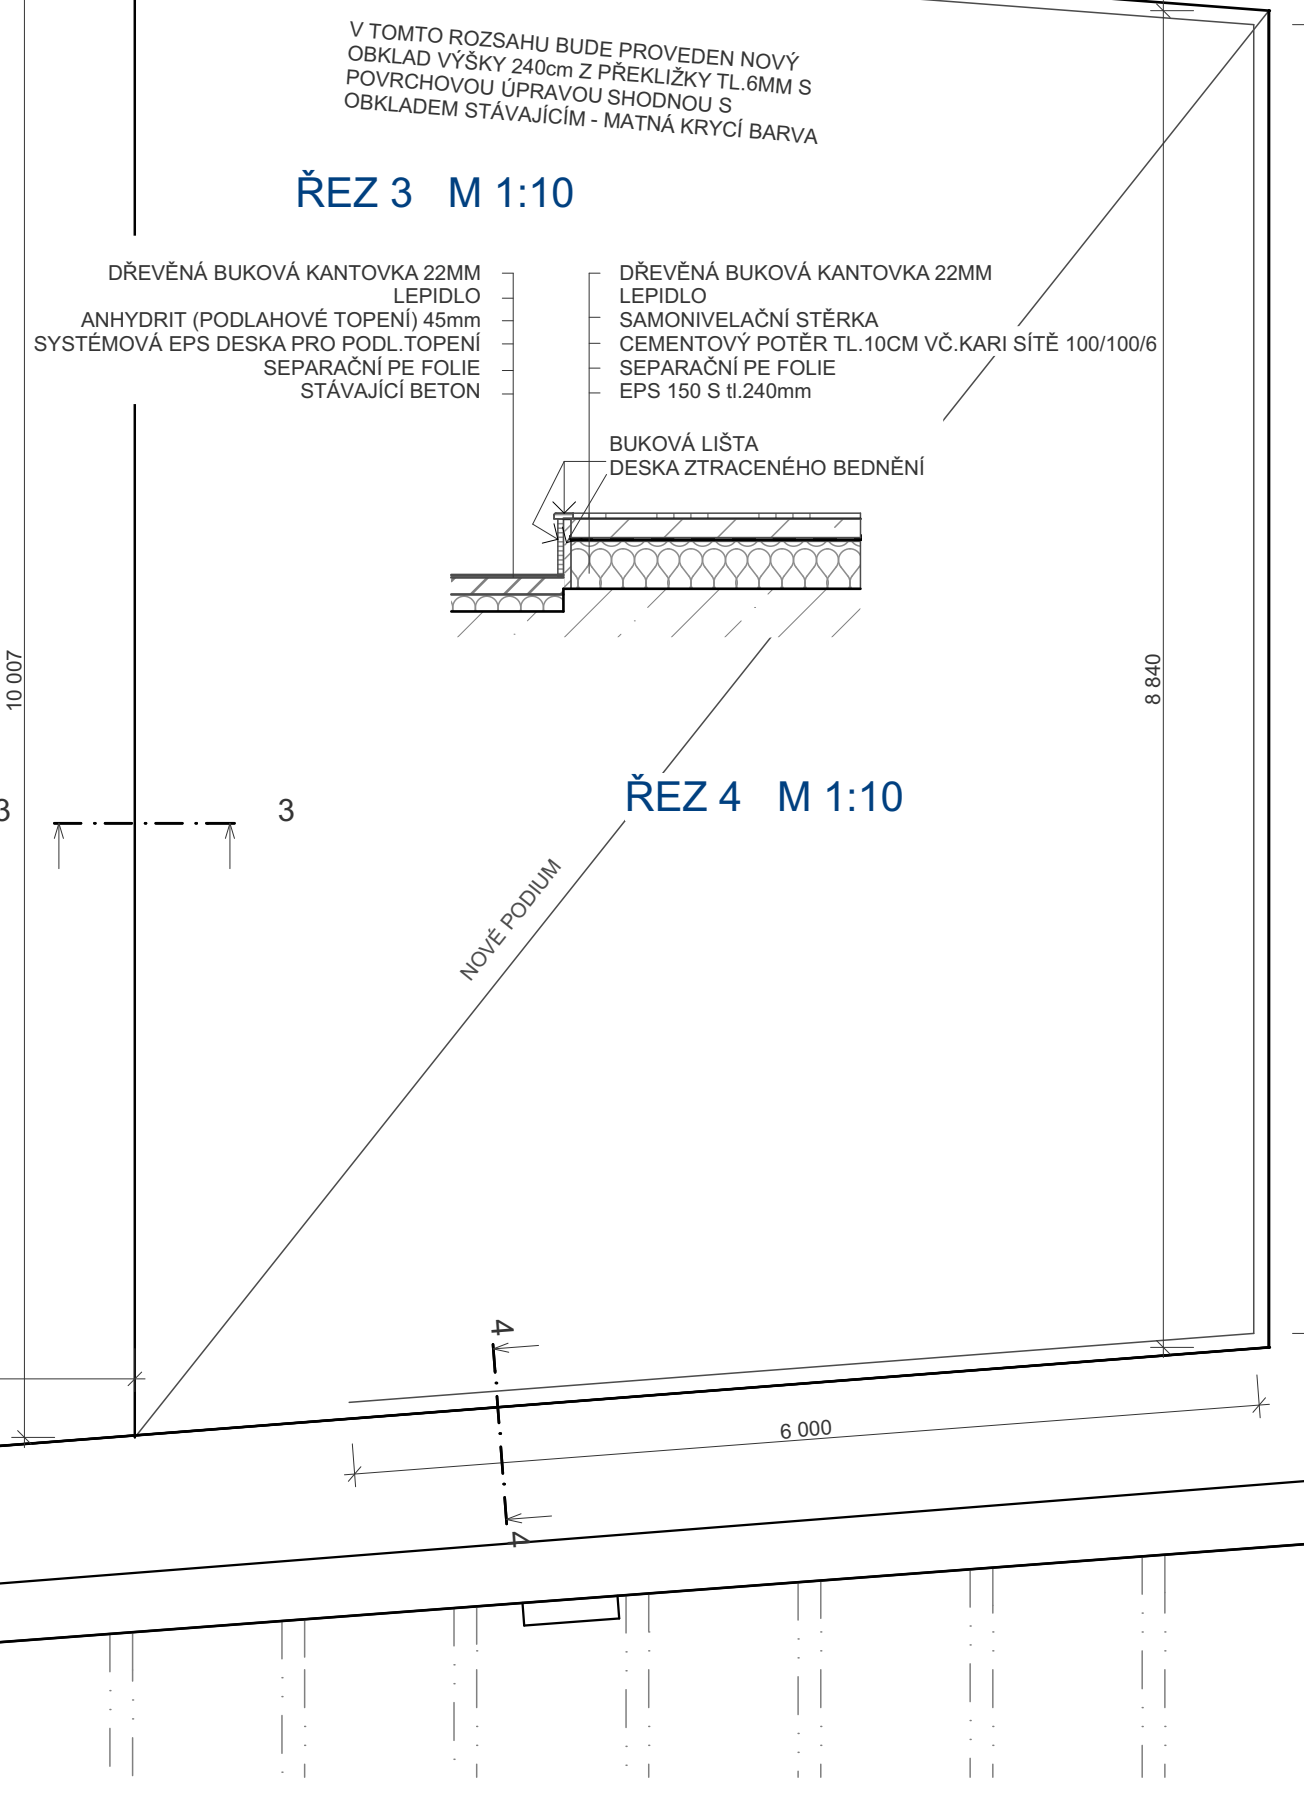 V TOMTO ROZSAHU BUDE PROVEDEN NOVÝ
OBKLAD VÝŠKY 240cm Z PŘEKLIŽKY TL.6MM S
POVRCHOVOU ÚPRAVOU SHODNOU S
OBKLADEM STÁVAJÍCÍM - MATNÁ KRYCÍ BARVA
ŘEZ 3 M 1:10
DŘEVĚNÁ BUKOVÁ KANTOVKA 22MM
LEPIDLO
ANHYDRIT (PODLAHOVÉ TOPENÍ) 45mm
SYSTÉMOVÁ EPS DESKA PRO PODL.TOPENÍ
SEPARAČNÍ PE FOLIE
STÁVAJÍCÍ BETON
DŘEVĚNÁ BUKOVÁ KANTOVKA 22MM
LEPIDLO
SAMONIVELAČNÍ STĚRKA
CEMENTOVÝ POTĚR TL.10CM VČ.KARI SÍTĚ 100/100/6
SEPARAČNÍ PE FOLIE
EPS 150 S tl.240mm
BUKOVÁ LIŠTA
DESKA ZTRACENÉHO BEDNĚNÍ
10 007
8 840
ŘEZ 4 M 1:10
3
3
NOVÉ PODIUM
4
6 000
4